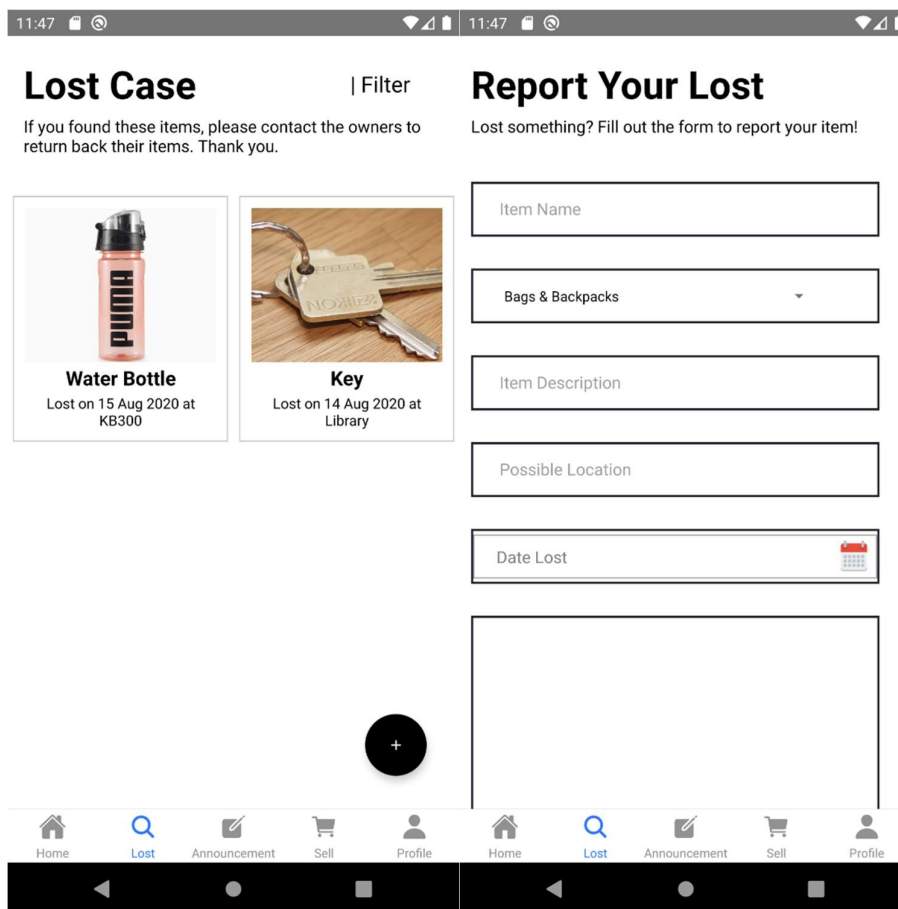 11:47
Lost Case
| Filter
If you found these items, please contact the owners to
return back their items. Thank you.
PUMA
Water Bottle
Lost on 15 Aug 2020 at
KB300
Key
Lost on 14 Aug 2020 at
Library
+
Home
Lost
Announcement
Sell
Profile
11:47
Report Your Lost
Lost something? Fill out the form to report your item!
Item Name
Bags & Backpacks
Item Description
Possible Location
Date Lost
Home
Lost
Announcement
Sell
Profile